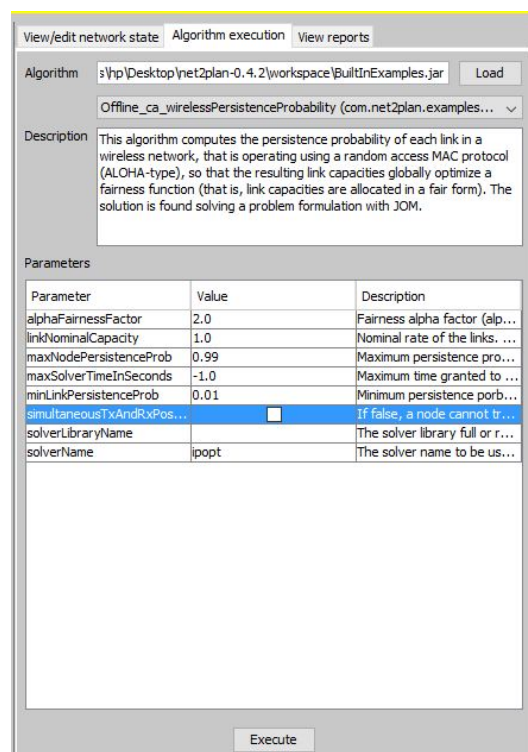 View/edit network state Algorithm execution View reports
Algorithm s\hp\Desktop\net2plan-0.4.2\workspace\BuiltInExamples.jar Load
Offline_ca_wirelessPersistenceProbability (com.net2plan.examples...
Description This algorithm computes the persistence probability of each link in a
wireless network, that is operating using a random access MAC protocol
(ALOHA-type), so that the resulting link capacities globally optimize a
fairness function (that is, link capacities are allocated in a fair form). The
solution is found solving a problem formulation with JOM.
Parameters
Parameter Value Description
alphaFairnessFactor 2.0 Fairness alpha factor (alp...
linkNominalCapacity 1.0 Nominal rate of the links. ...
maxNodePersistenceProb 0.99 Maximum persistence pro...
maxSolverTimeInSeconds -1.0 Maximum time granted to ...
minLinkPersistenceProb 0.01 Minimum persistence porb...
simultaneousTxAndRxPos... If false, a node cannot tr...
solverLibraryName The solver library full or r...
solverName ipopt The solver name to be us...
Execute